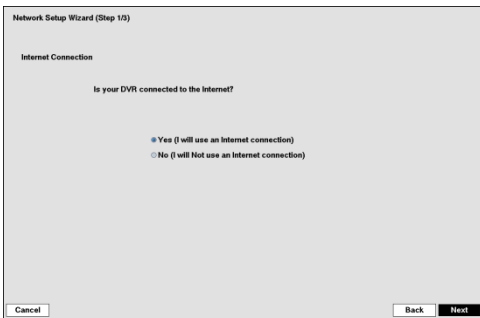 Network Setup Wizard (Step 1/3)
Internet Connection
Is your DVR connected to the Internet?
Yes (I will use an Internet connection)
No (I will Not use an Internet connection)
Cancel
Back
Next